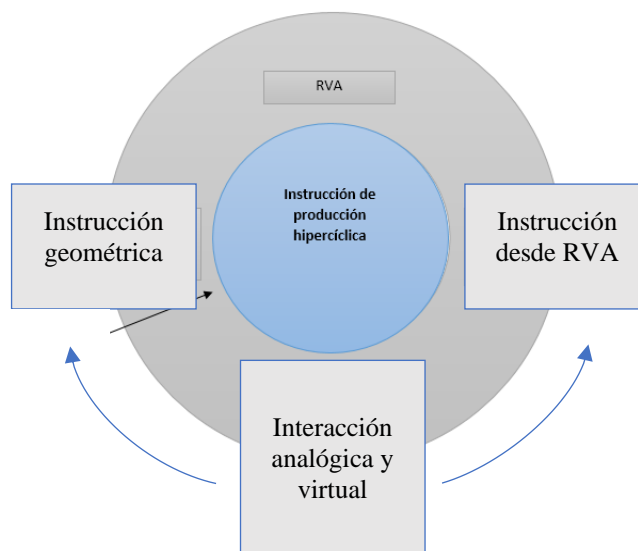 RVA
Instrucción de
producción
hipercíclica
Instrucción
geométrica
Instrucción
desde RVA
Interacción
analógica y
virtual